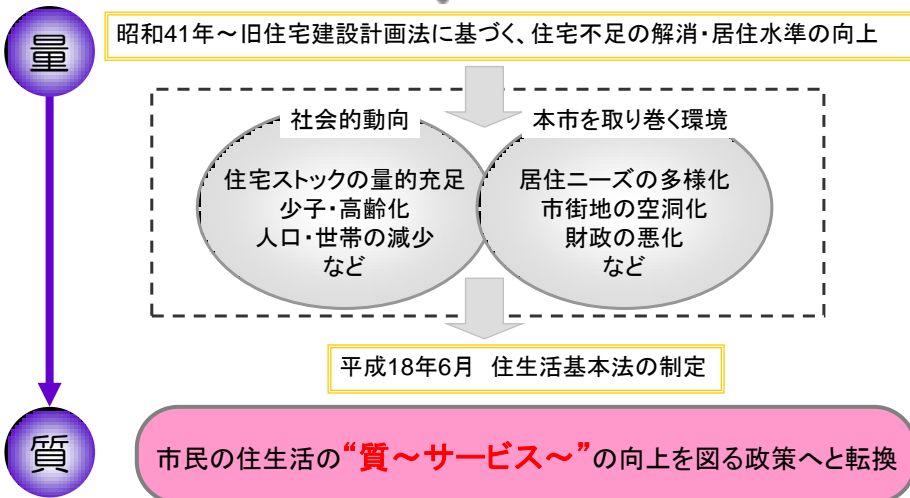 量
昭和41年～旧住宅建設計画法に基づく、住宅不足の解消・居住水準の向上
社会的動向
住宅ストックの量的充足
少子・高齢化
人口・世帯の減少
など
本市を取り巻く環境
居住ニーズの多様化
市街地の空洞化
財政の悪化
など
平成18年6月 住生活基本法の制定
質
市民の住生活の“質～サービス～”の向上を図る政策へと転換